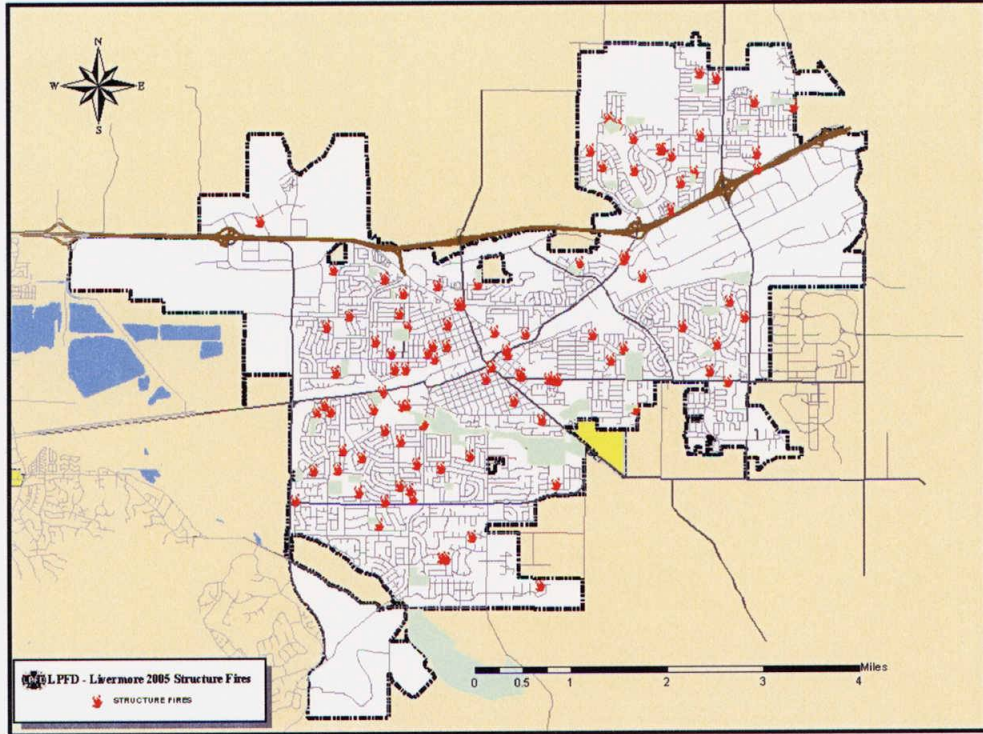 N
W E
S
LPFD - Livermore 2005 Structure Fires
STRUCTURE FIRES
Miles
0 0.5 1 2 3 4